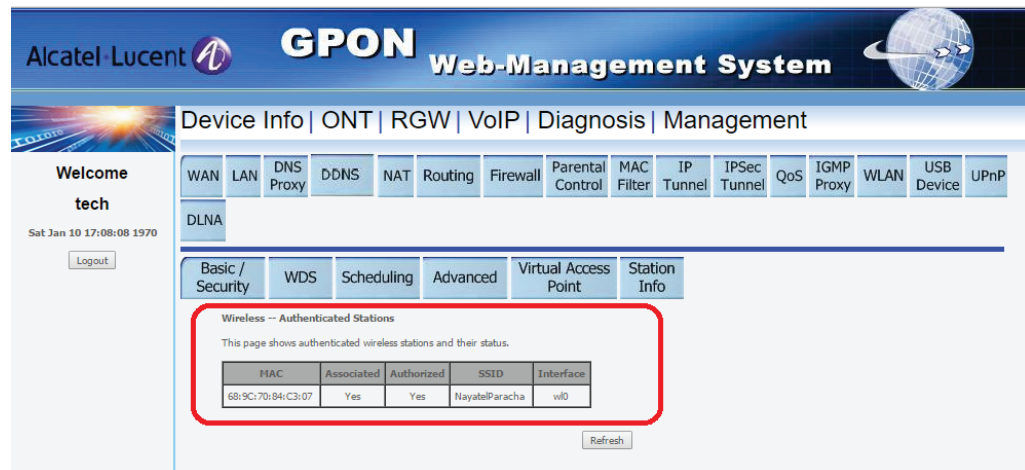 Alcatel·Lucent
GPON Web-Management System
Device Info | ONT | RGW | VoIP | Diagnosis | Management
Welcome
tech
Sat Jan 10 17:08:08 1970
Logout
WAN LAN DNS Proxy DDNS NAT Routing Firewall Parental Control MAC Filter IP Tunnel IPSec Tunnel QoS IGMP Proxy WLAN USB Device UPnP
DLNA
Basic / Security WDS Scheduling Advanced Virtual Access Point Station Info
Wireless -- Authenticated Stations
This page shows authenticated wireless stations and their status.
MAC Associated Authorized SSID Interface
68:9C:70:84:C3:07 Yes Yes NayatelParacha wl0
Refresh